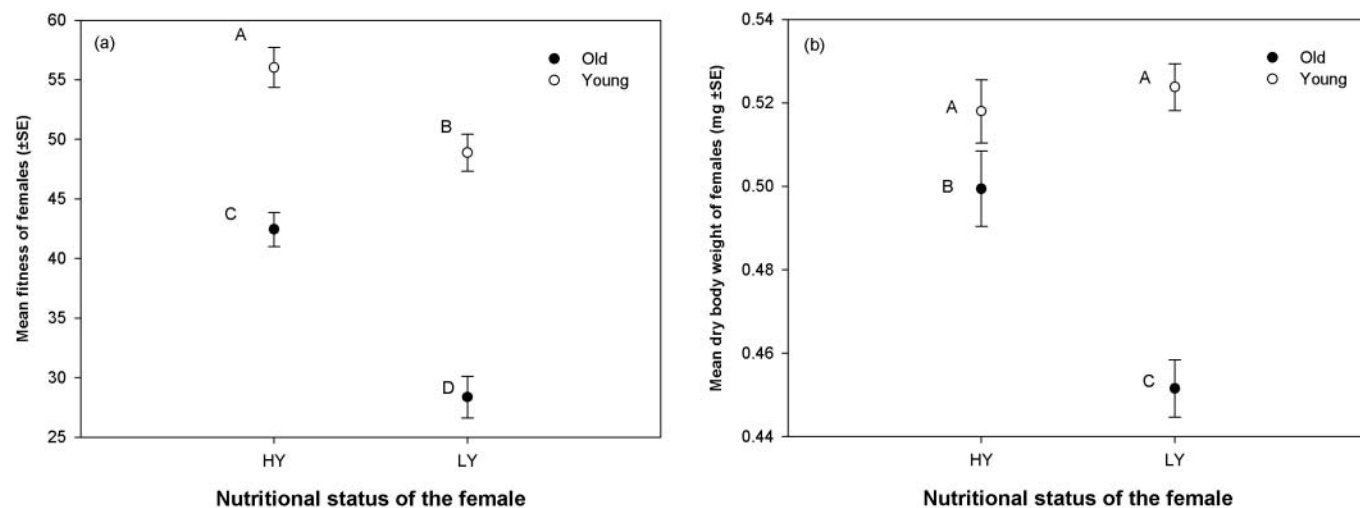 (a)
A
B
C
D
Old
Young
60
55
50
45
40
35
30
25
Mean fitness of females (±SE)
HY
LY
Nutritional status of the female
(b)
A
A
B
C
Old
Young
0.54
0.52
0.50
0.48
0.46
0.44
Mean dry body weight of females (mg ±SE)
HY
LY
Nutritional status of the female